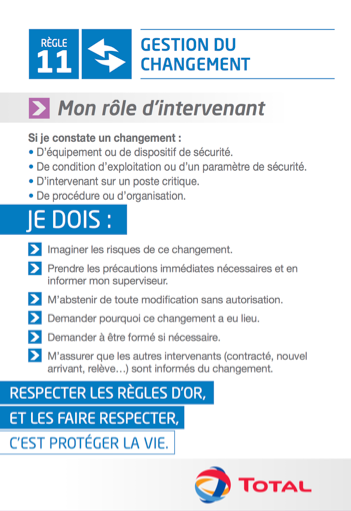 RÈGLE
11
GESTION DU
CHANGEMENT
Mon rôle d'intervenant
Si je constate un changement :
• D'équipement ou de dispositif de sécurité.
• De condition d'exploitation ou d'un paramètre de sécurité.
• D'intervenant sur un poste critique.
• De procédure ou d'organisation.
JE DOIS :
Imaginer les risques de ce changement.
Prendre les précautions immédiates nécessaires et en
informer mon superviseur.
M'abstenir de toute modification sans autorisation.
Demander pourquoi ce changement a eu lieu.
Demander à être formé si nécessaire.
M'assurer que les autres intervenants (contracté, nouvel
arrivant, relève...) sont informés du changement.
RESPECTER LES RÈGLES D'OR,
ET LES FAIRE RESPECTER,
C'EST PROTÉGER LA VIE.
TOTAL